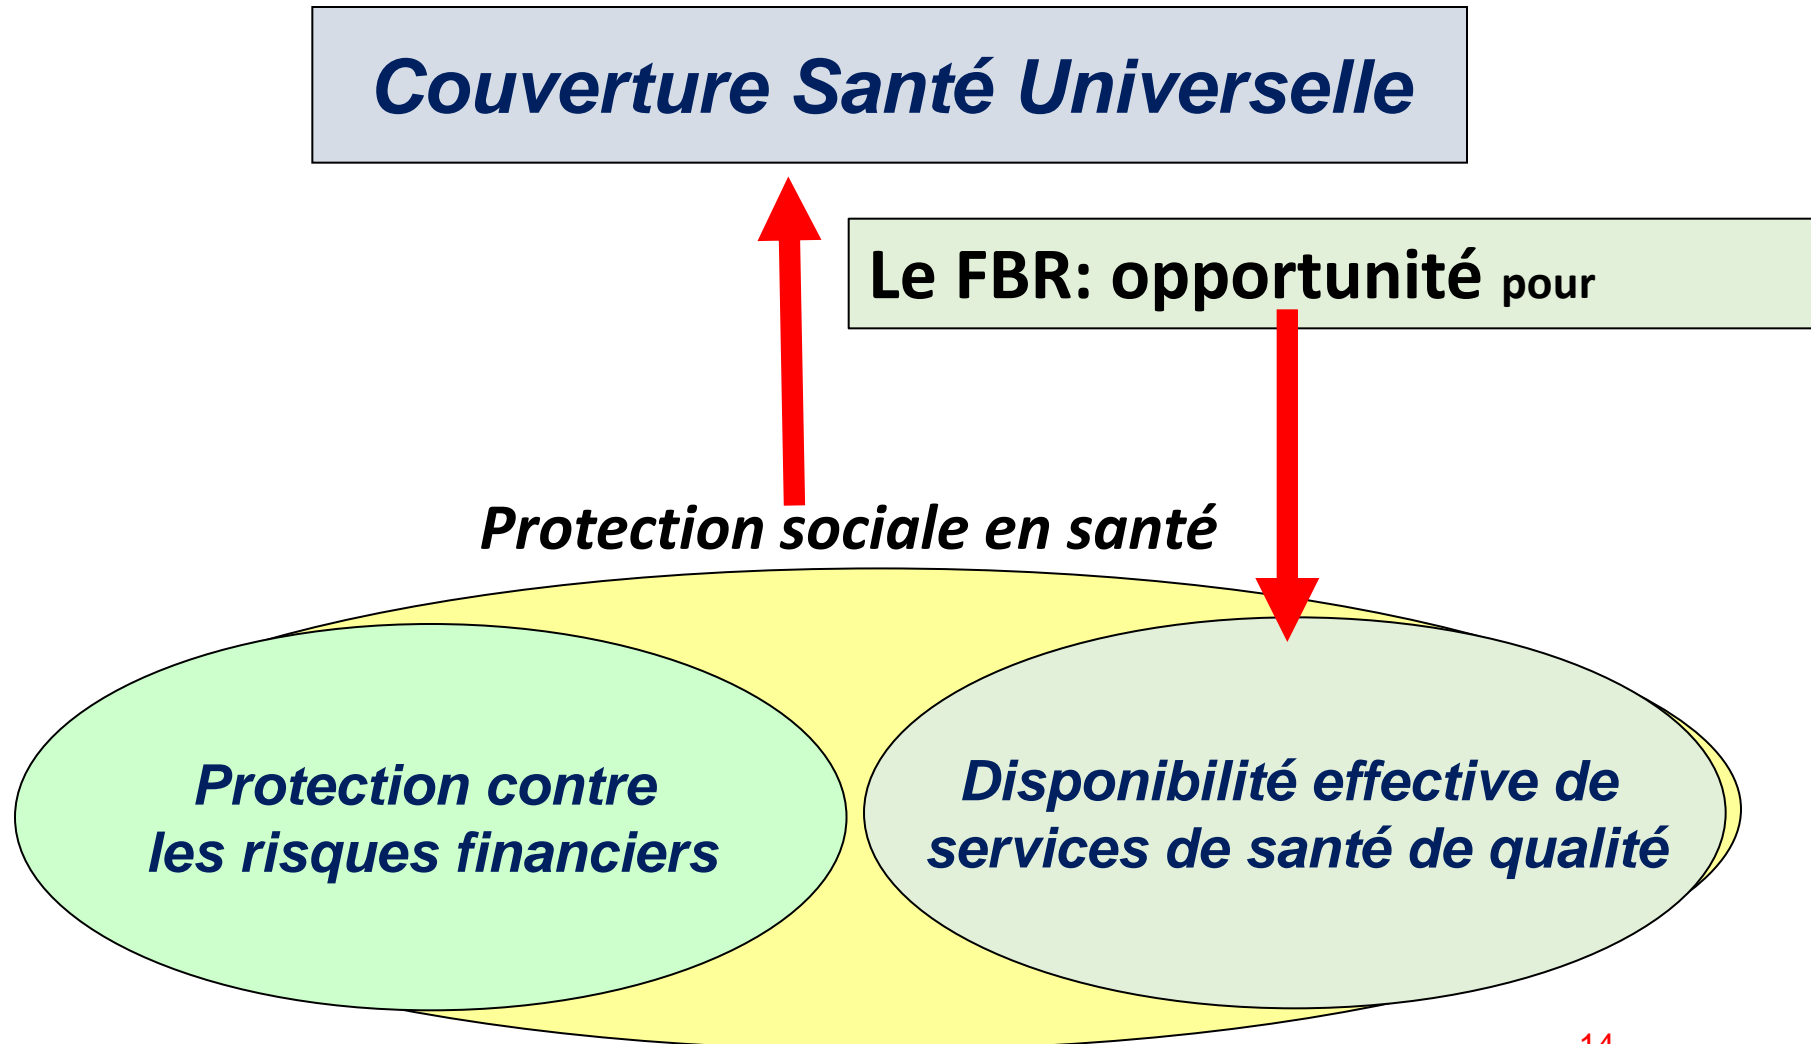 Couverture Santé Universelle
Le FBR: opportunité pour
Protection sociale en santé
Protection contre
les risques financiers
Disponibilité effective de
services de santé de qualité
14